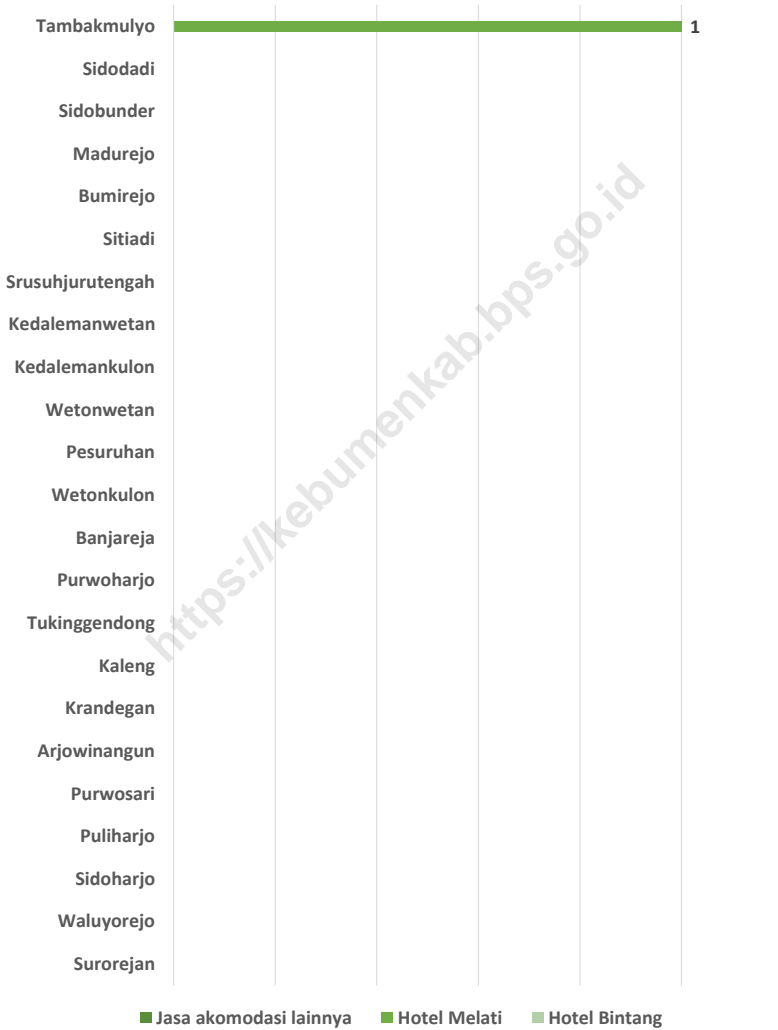 Tambakmulyo 1
Sidodadi
Sidobunder
Madurejo
Bumirejo
Sitiadi
Srusuhjurutengah
Kedalemanwetan
Kedalemankulon
Wetonwetan
Pesuruhan
Wetonkulon
Banjareja
Purwoharjo
Tukinggendong
Kaleng
Krandegan
Arjowinangun
Purwosari
Puliharjo
Sidoharjo
Waluyorejo
Surorejan
Jasa akomodasi lainnya Hotel Melati Hotel Bintang
https://kebumenkab.bps.go.id